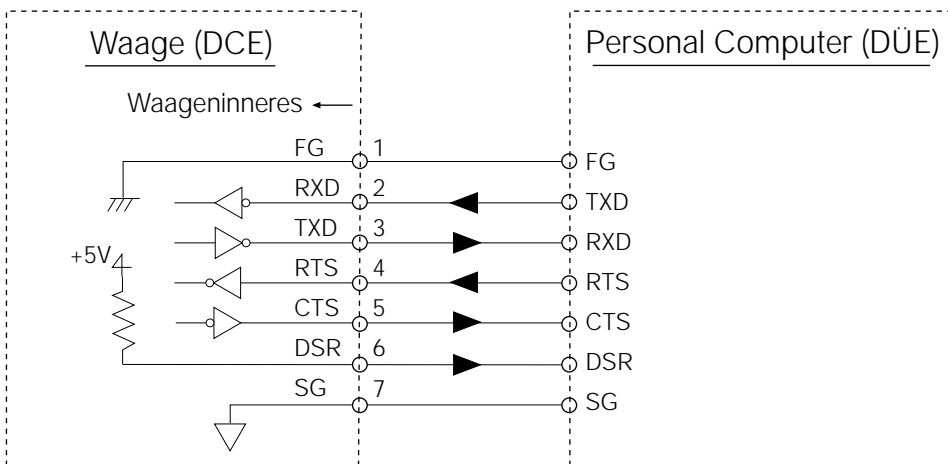 Waage (DCE)
Personal Computer (DÜE)
Waageninneres
FG 1 FG
RXD 2 TXD
TXD 3 RXD
+5V
RTS 4 RTS
CTS 5 CTS
DSR 6 DSR
SG 7 SG